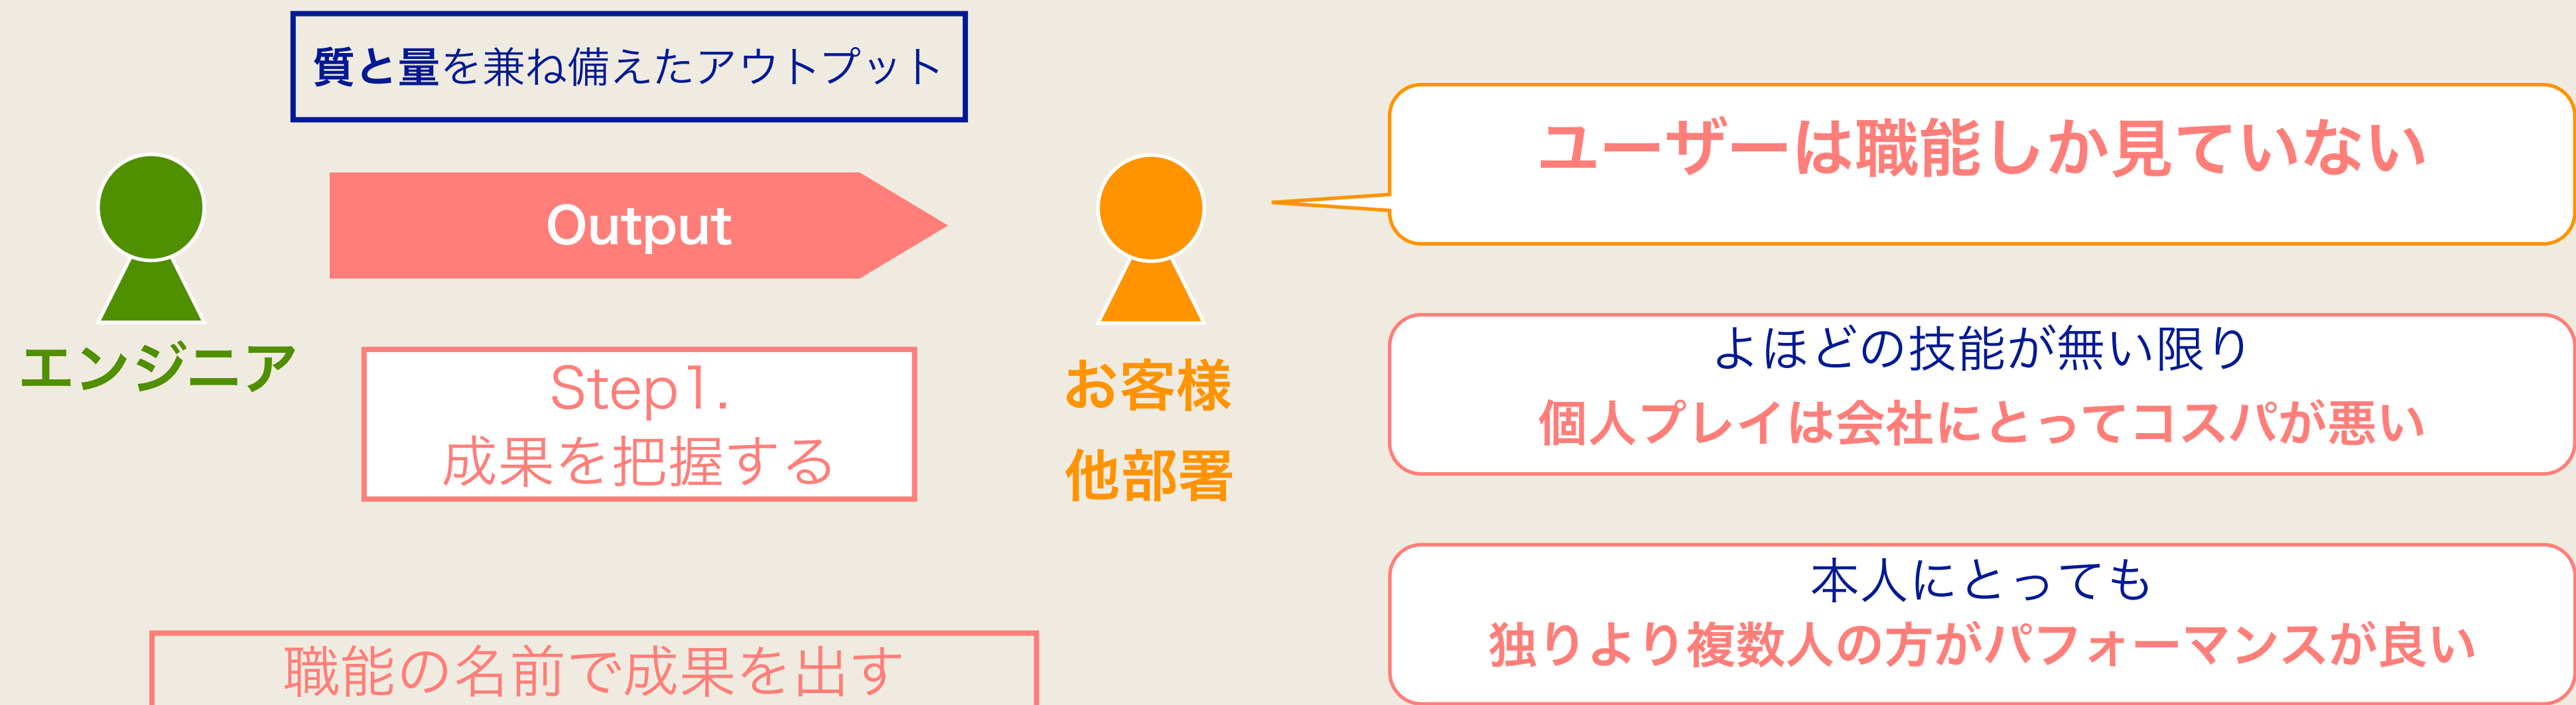 質と量を兼ね備えたアウトプット
Output
エンジニア
Step1.
成果を把握する
お客様
他部署
職能の名前で成果を出す
ユーザーは職能しか見ていない
よほどの技能が無い限り
個人プレイは会社にとってコスパが悪い
本人にとっても
独りより複数人の方がパフォーマンスが良い